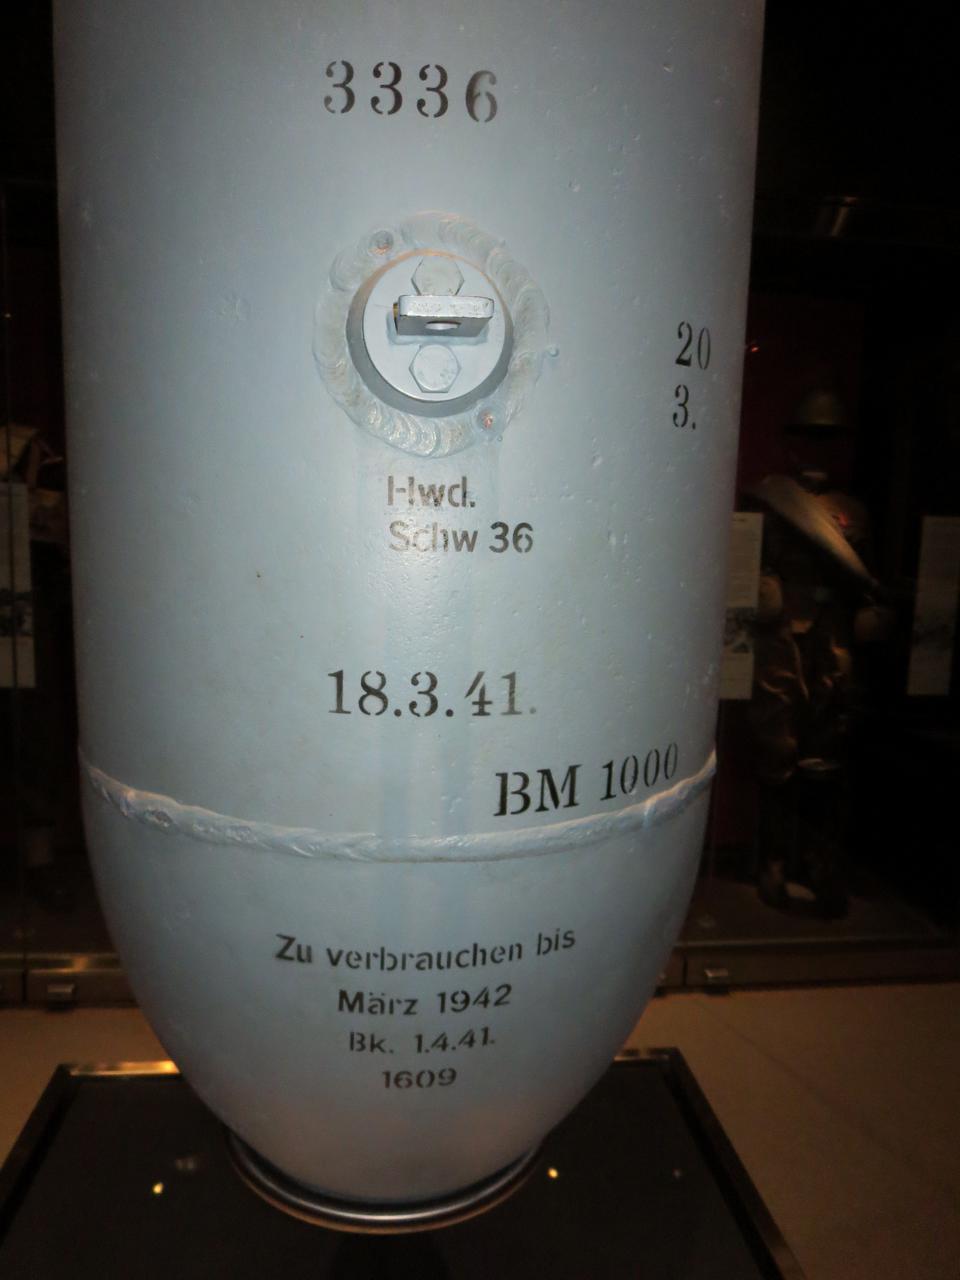 3336
20
3.
Hwd.
Schw 36
18.3.41.
BM 1000
Zu verbrauchen bis
März 1942
Bk. 1.4.41.
1609